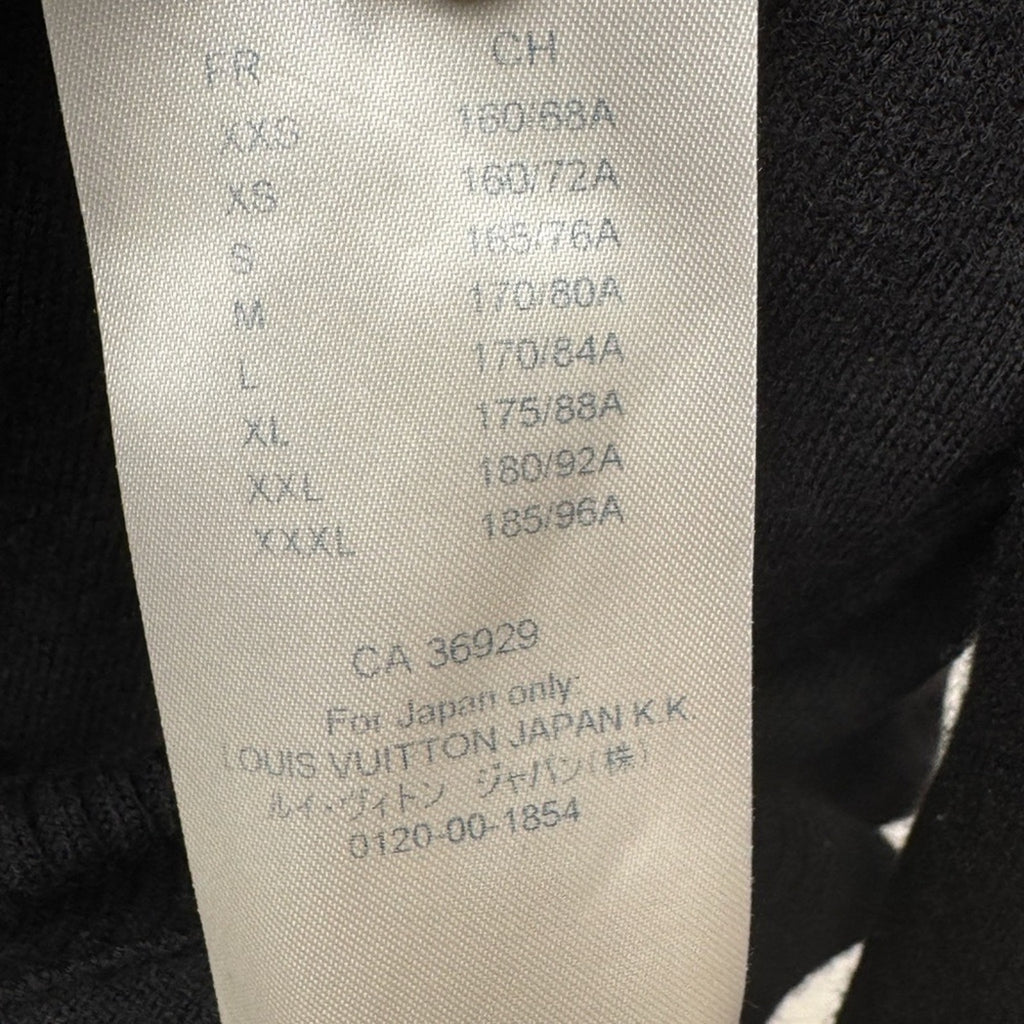 FR CH
XXS 160/68A
XS 160/72A
S 165/76A
M 170/80A
L 170/84A
XL 175/88A
XXL 180/92A
XXXL 185/96A
CA 36929
For Japan only:
LOUIS VUITTON JAPAN K.K.
ルイ・ヴィトン ジャパン(株)
0120-00-1854